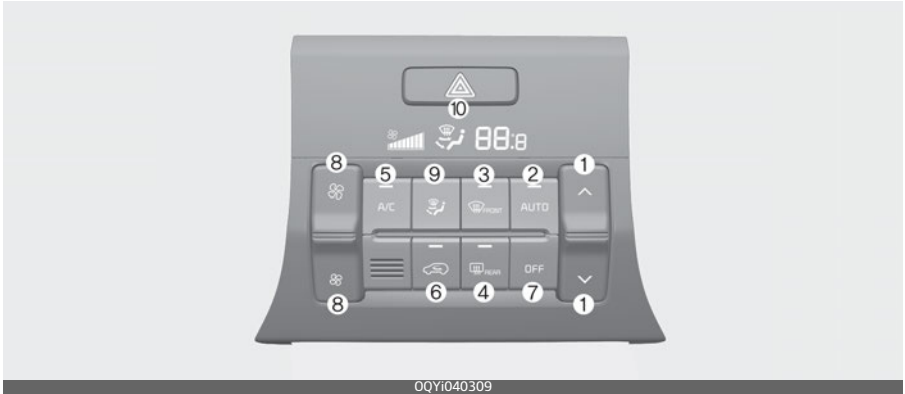 ⑩
88:8
⑧ ⑤ ⑨ ③ ② ①
A/C FRONT AUTO
REAR OFF
⑧ ⑥ ④ ⑦ ①
OQYi040309